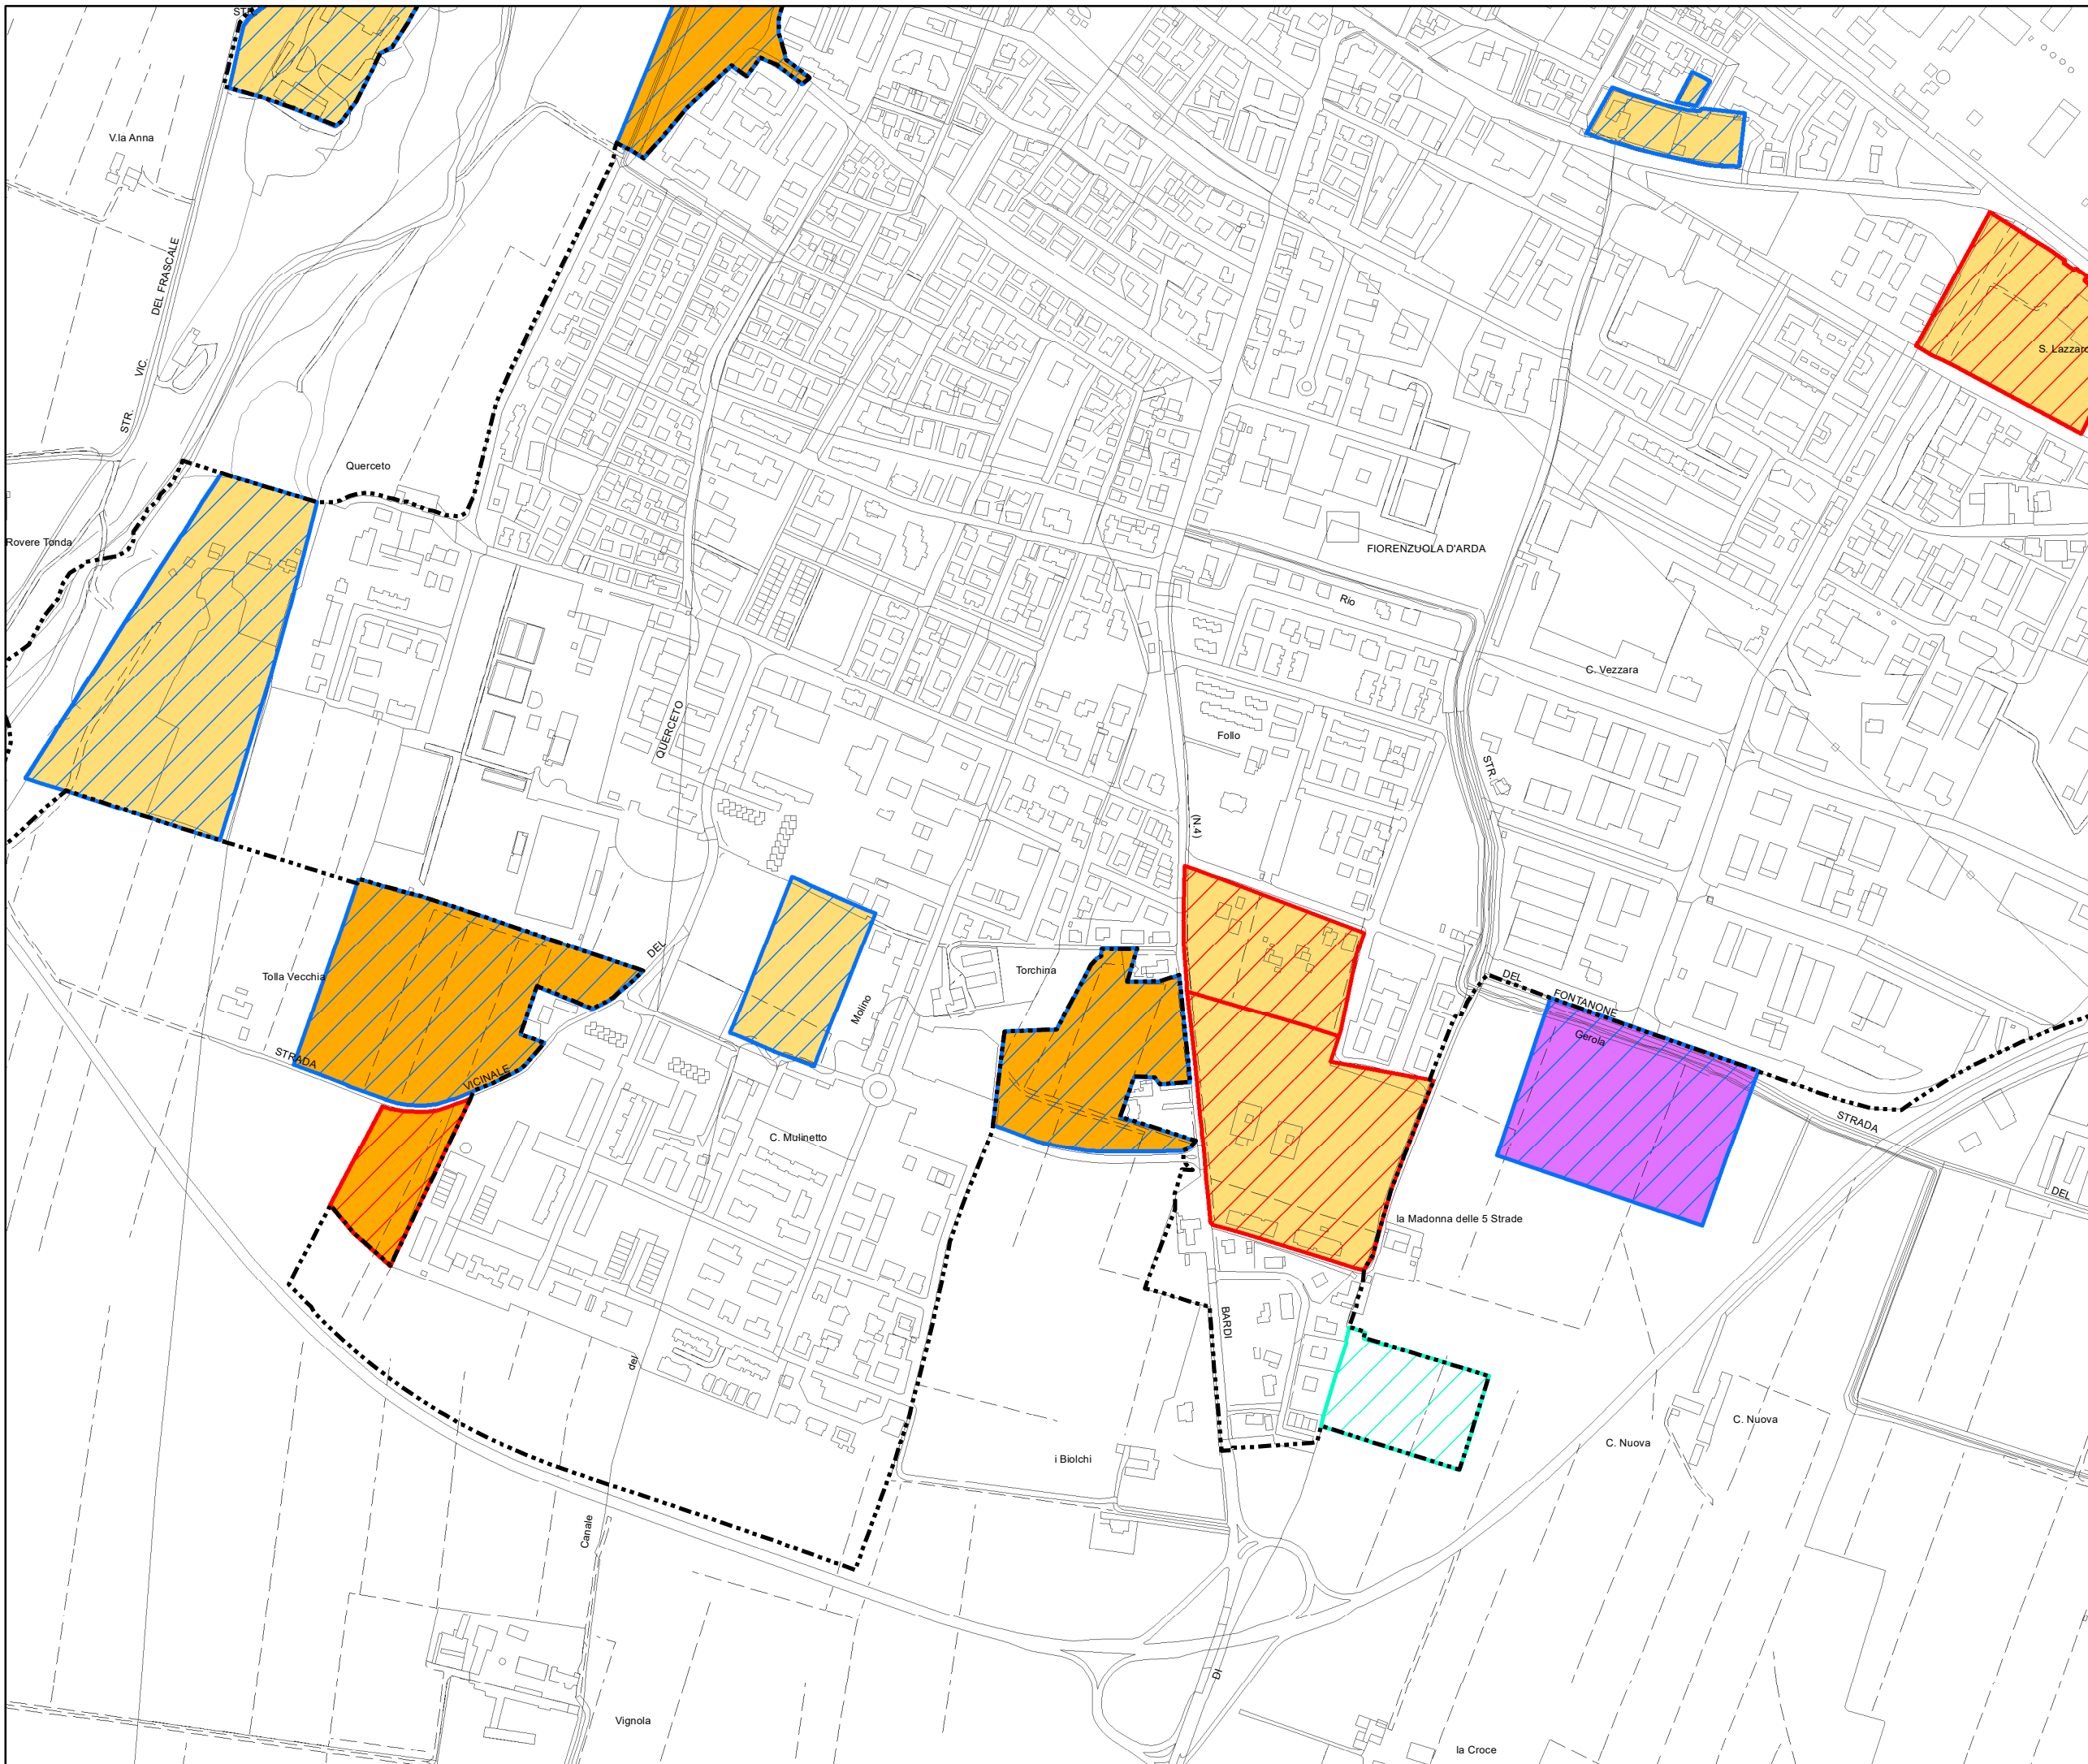 STR.
V.la Anna
DEL FRASCALE
VIC.
STR.
S. Lazzaro
Querceto
Rovere Tonda
FIORENZUOLA D'ARDA
Rio
C. Vezzara
QUERCETO
Follo
STR.
(N.4)
DEL
Tolla Vecchia
Torchina
DEL
FONTANONE
Molino
Gerola
STRADA
VICINALE
STRADA
C. Mulinetto
DEL
la Madonna delle 5 Strade
BARDI
del
C. Nuova
C. Nuova
i Biolchi
Canale
DI
Vignola
la Croce